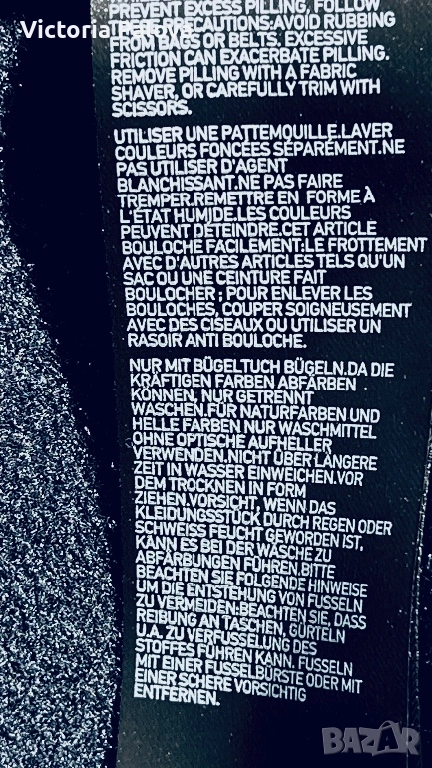 PREVENT EXCESS PILLING, FOLLOW
PRECAUTIONS:AVOID RUBBING
FROM BAGS OR BELTS. EXCESSIVE
FRICTION CAN EXACERBATE PILLING.
REMOVE PILLING WITH A FABRIC
SHAVER, OR CAREFULLY TRIM WITH
SCISSORS.
UTILISER UNE PATTEMOUILLE.LAVER
COULEURS FONCÉES SÉPARÉMENT.NE
PAS UTILISER D'AGENT
BLANCHISSANT.NE PAS FAIRE
TREMPER.REMETTRE EN FORME À
L'ÉTAT HUMIDE.LES COULEURS
PEUVENT DÉTEINDRE.CET ARTICLE
BOULOCHE FACILEMENT:LE FROTTEMENT
AVEC D'AUTRES ARTICLES TELS QU'UN
SAC OU UNE CEINTURE FAIT
BOULOCHER ; POUR ENLEVER LES
BOULOCHES, COUPER SOIGNEUSEMENT
AVEC DES CISEAUX OU UTILISER UN
RASOIR ANTI BOULOCHE.
NUR MIT BÜGELTUCH BÜGELN.DA DIE
KRÄFTIGEN FARBEN ABFÄRBEN
KÖNNEN, NUR GETRENNT
WASCHEN.FÜR NATURFARBEN UND
HELLE FARBEN NUR WASCHMITTEL
OHNE OPTISCHE AUFHELLER
VERWENDEN.NICHT ÜBER LÄNGERE
ZEIT IN WASSER EINWEICHEN.VOR
DEM TROCKNEN IN FORM
ZIEHEN.VORSICHT, WENN DAS
KLEIDUNGSSTÜCK DURCH REGEN ODER
SCHWEISS FEUCHT GEWORDEN IST,
KANN ES BEI DER WÄSCHE ZU
ABFÄRBUNGEN FÜHREN.BITTE
BEACHTEN SIE FOLGENDE HINWEISE
UM DIE ENTSTEHUNG VON FUSSELN
ZU VERMEIDEN:BEACHTEN SIE, DASS
REIBUNG AN TASCHEN, GÜRTELN
U.A. ZU VERFUSSELUNG DES
STOFFES FÜHREN KANN. FUSSELN
MIT EINER FUSSELBÜRSTE ODER MIT
EINER SCHERE VORSICHTIG
ENTFERNEN.
BAZAR